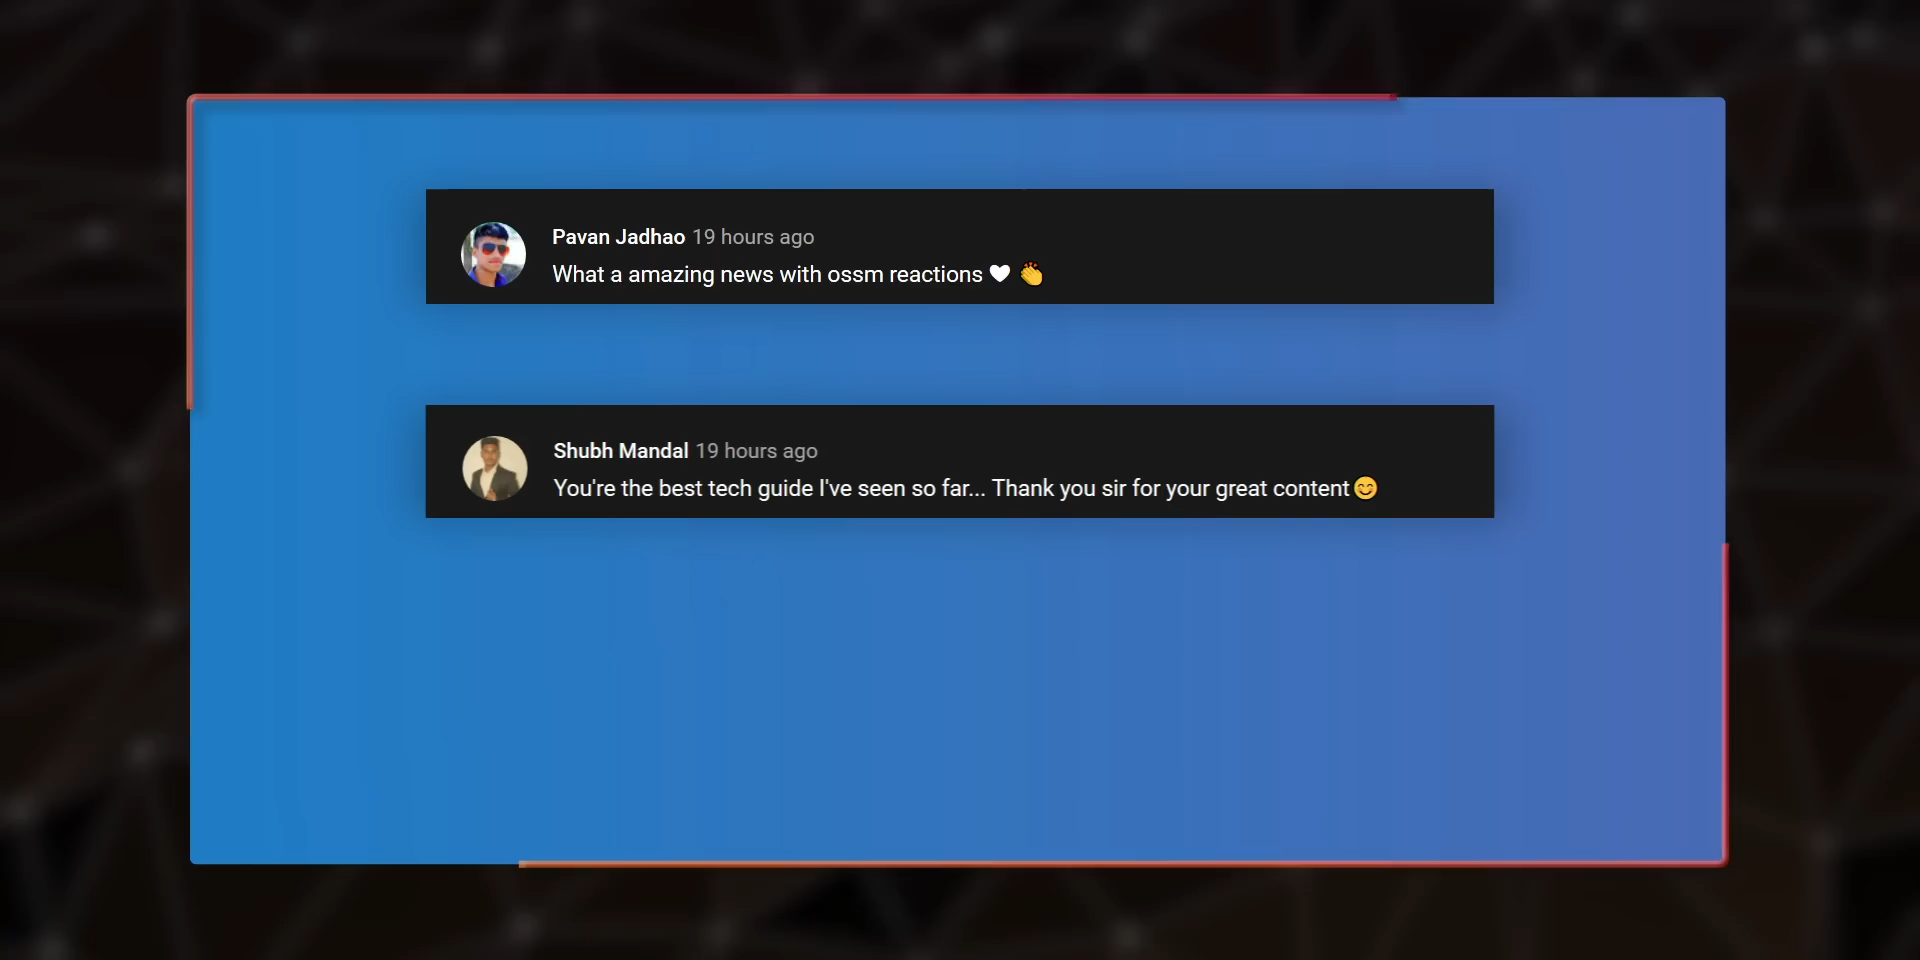 Pavan Jadhao 19 hours ago
What a amazing news with ossm reactions 🤍 👏
Shubh Mandal 19 hours ago
You're the best tech guide I've seen so far... Thank you sir for your great content😊